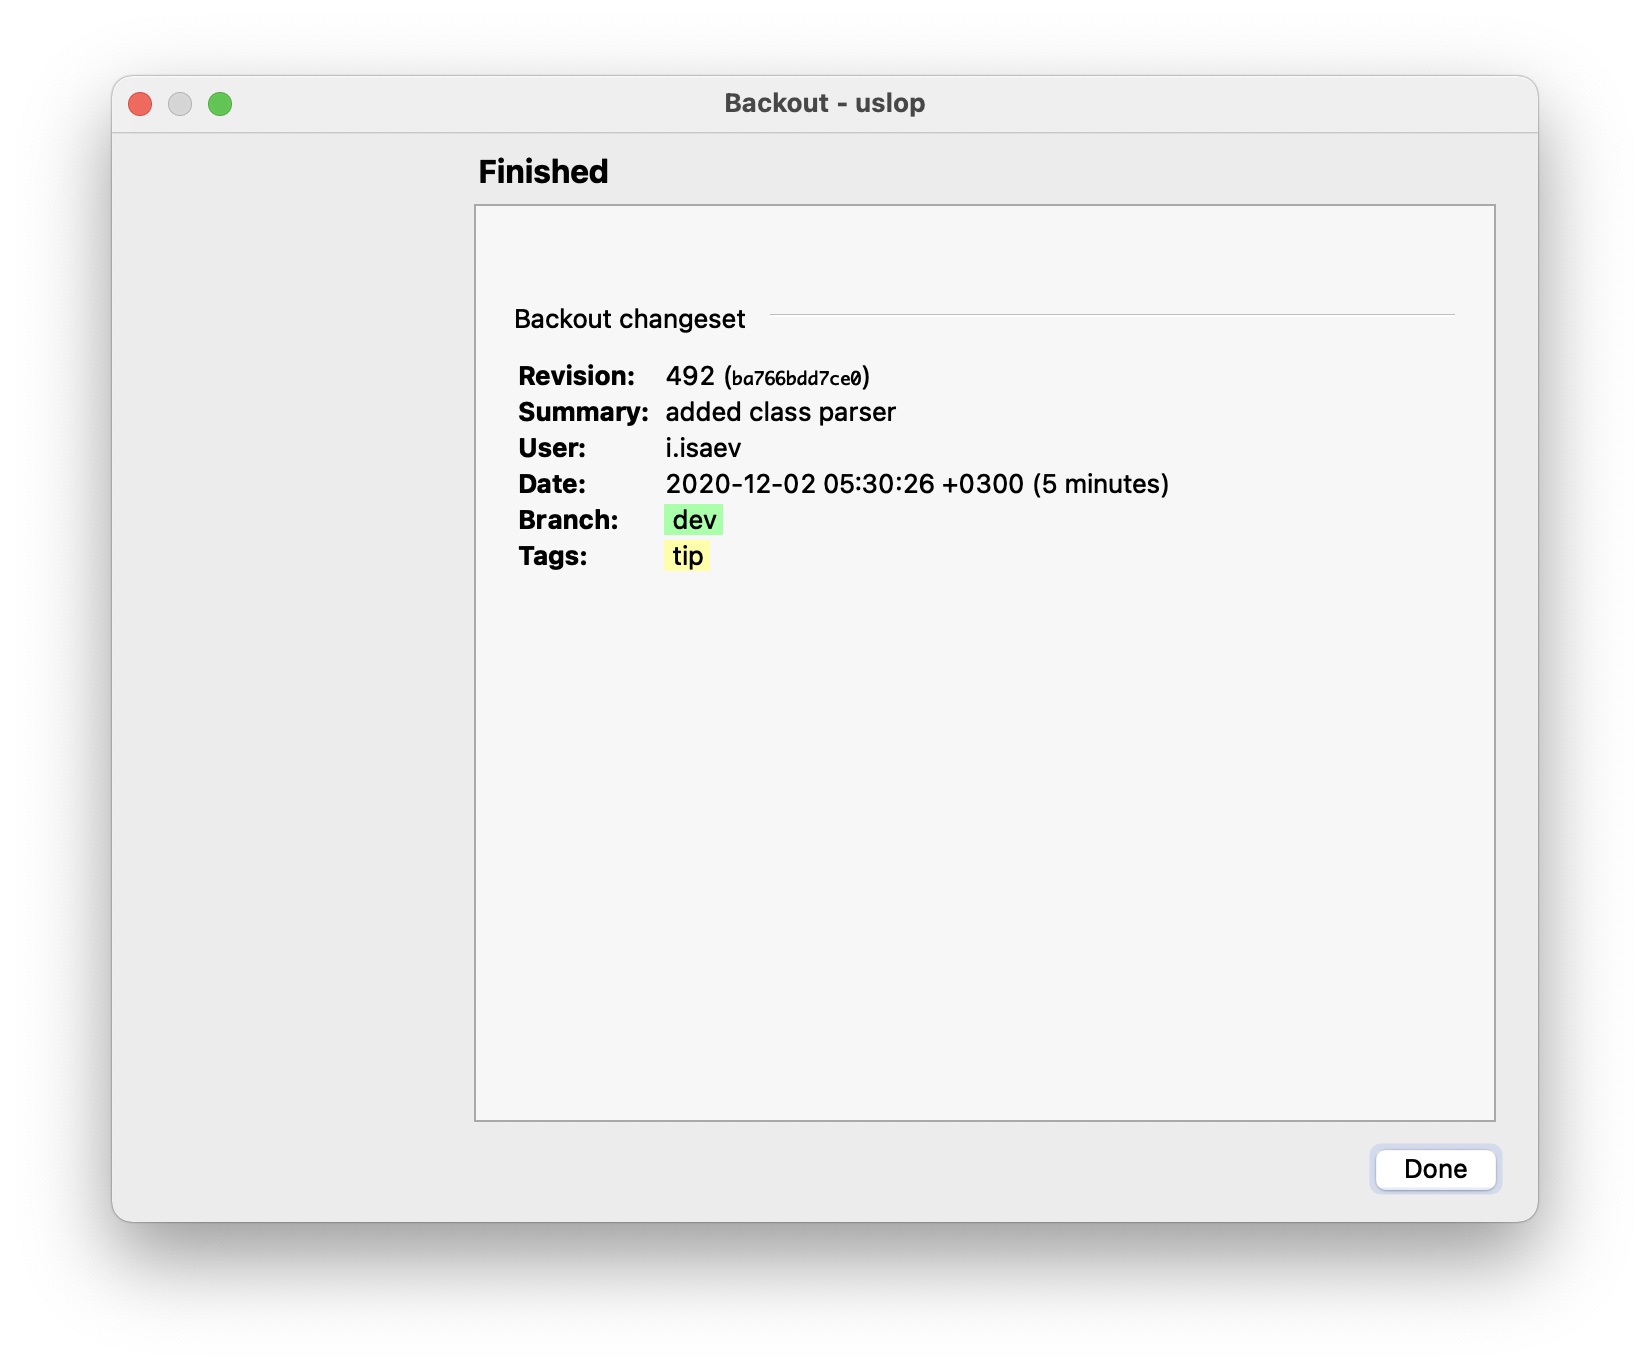 Backout - uslop
Finished
Backout changeset
Revision: 492 (ba766bdd7ce0)
Summary: added class parser
User: i.isaev
Date: 2020-12-02 05:30:26 +0300 (5 minutes)
Branch: dev
Tags: tip
Done